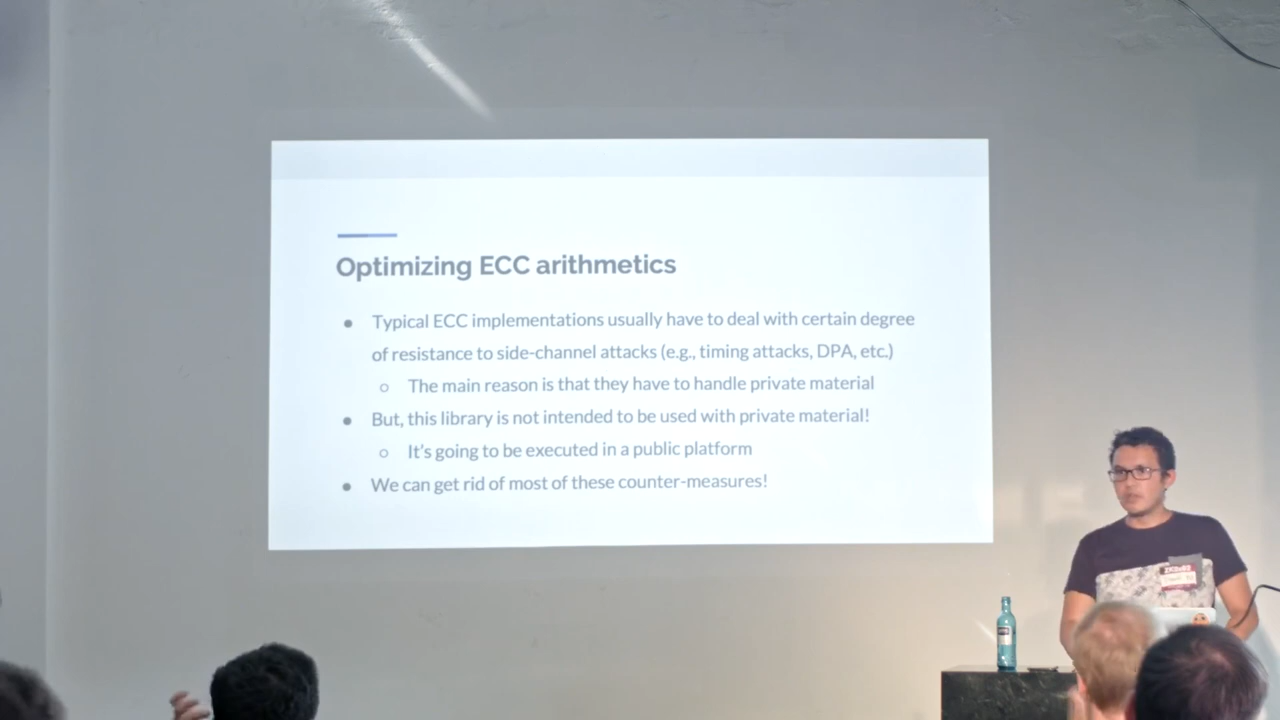 Optimizing ECC arithmetics
● Typical ECC implementations usually have to deal with certain degree
of resistance to side-channel attacks (e.g., timing attacks, DPA, etc.)
○ The main reason is that they have to handle private material
● But, this library is not intended to be used with private material!
○ It's going to be executed in a public platform
● We can get rid of most of these counter-measures!